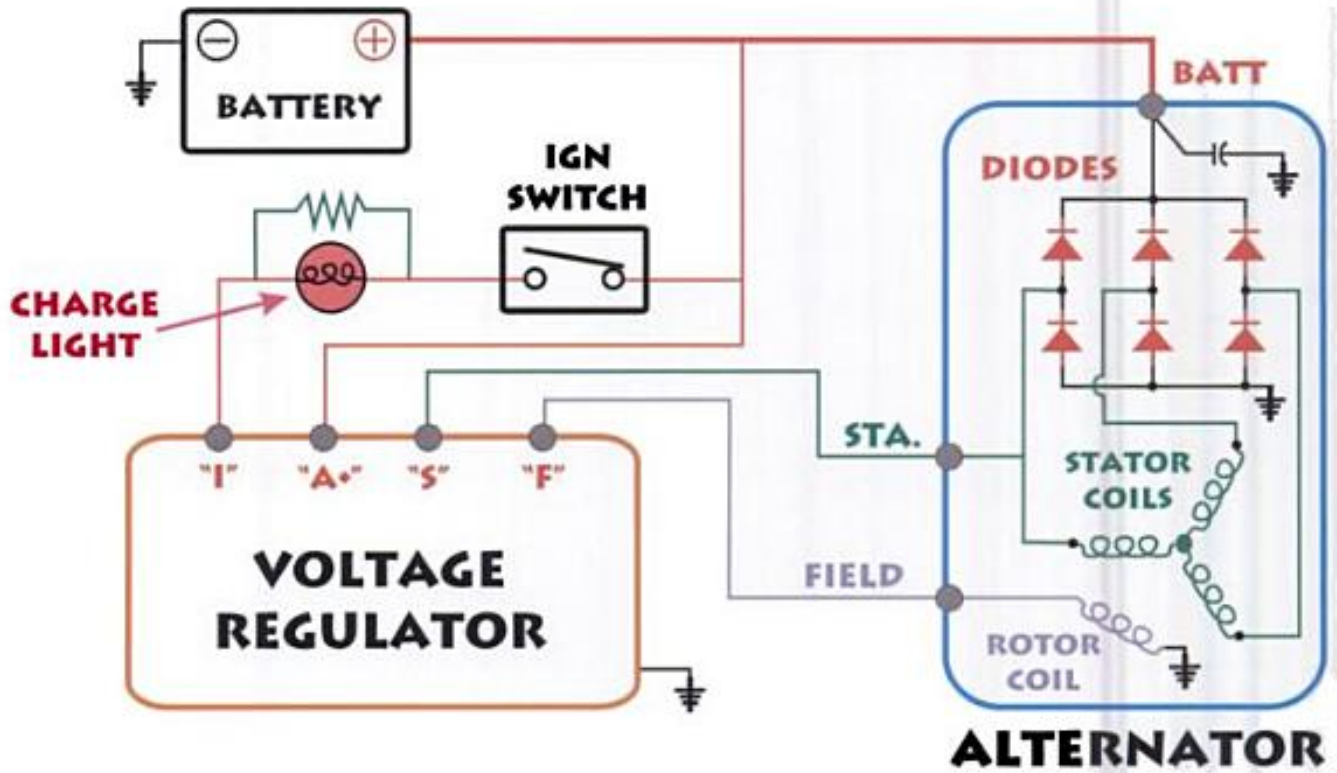 BATTERY
BATT
IGN
SWITCH
DIODES
CHARGE
LIGHT
"I" "A+" "S" "F"
STA.
STATOR
COILS
VOLTAGE
REGULATOR
FIELD
ROTOR
COIL
ALTERNATOR